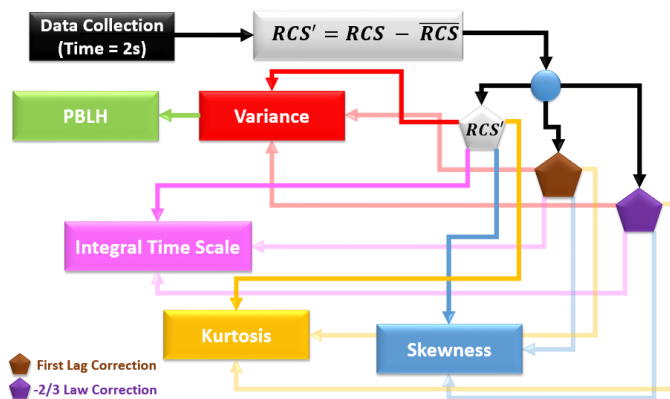 Data Collection
(Time = 2s)
RCS' = RCS − \overline{RCS}
PBLH
Variance
RCS'
Integral Time Scale
Kurtosis
Skewness
First Lag Correction
-2/3 Law Correction